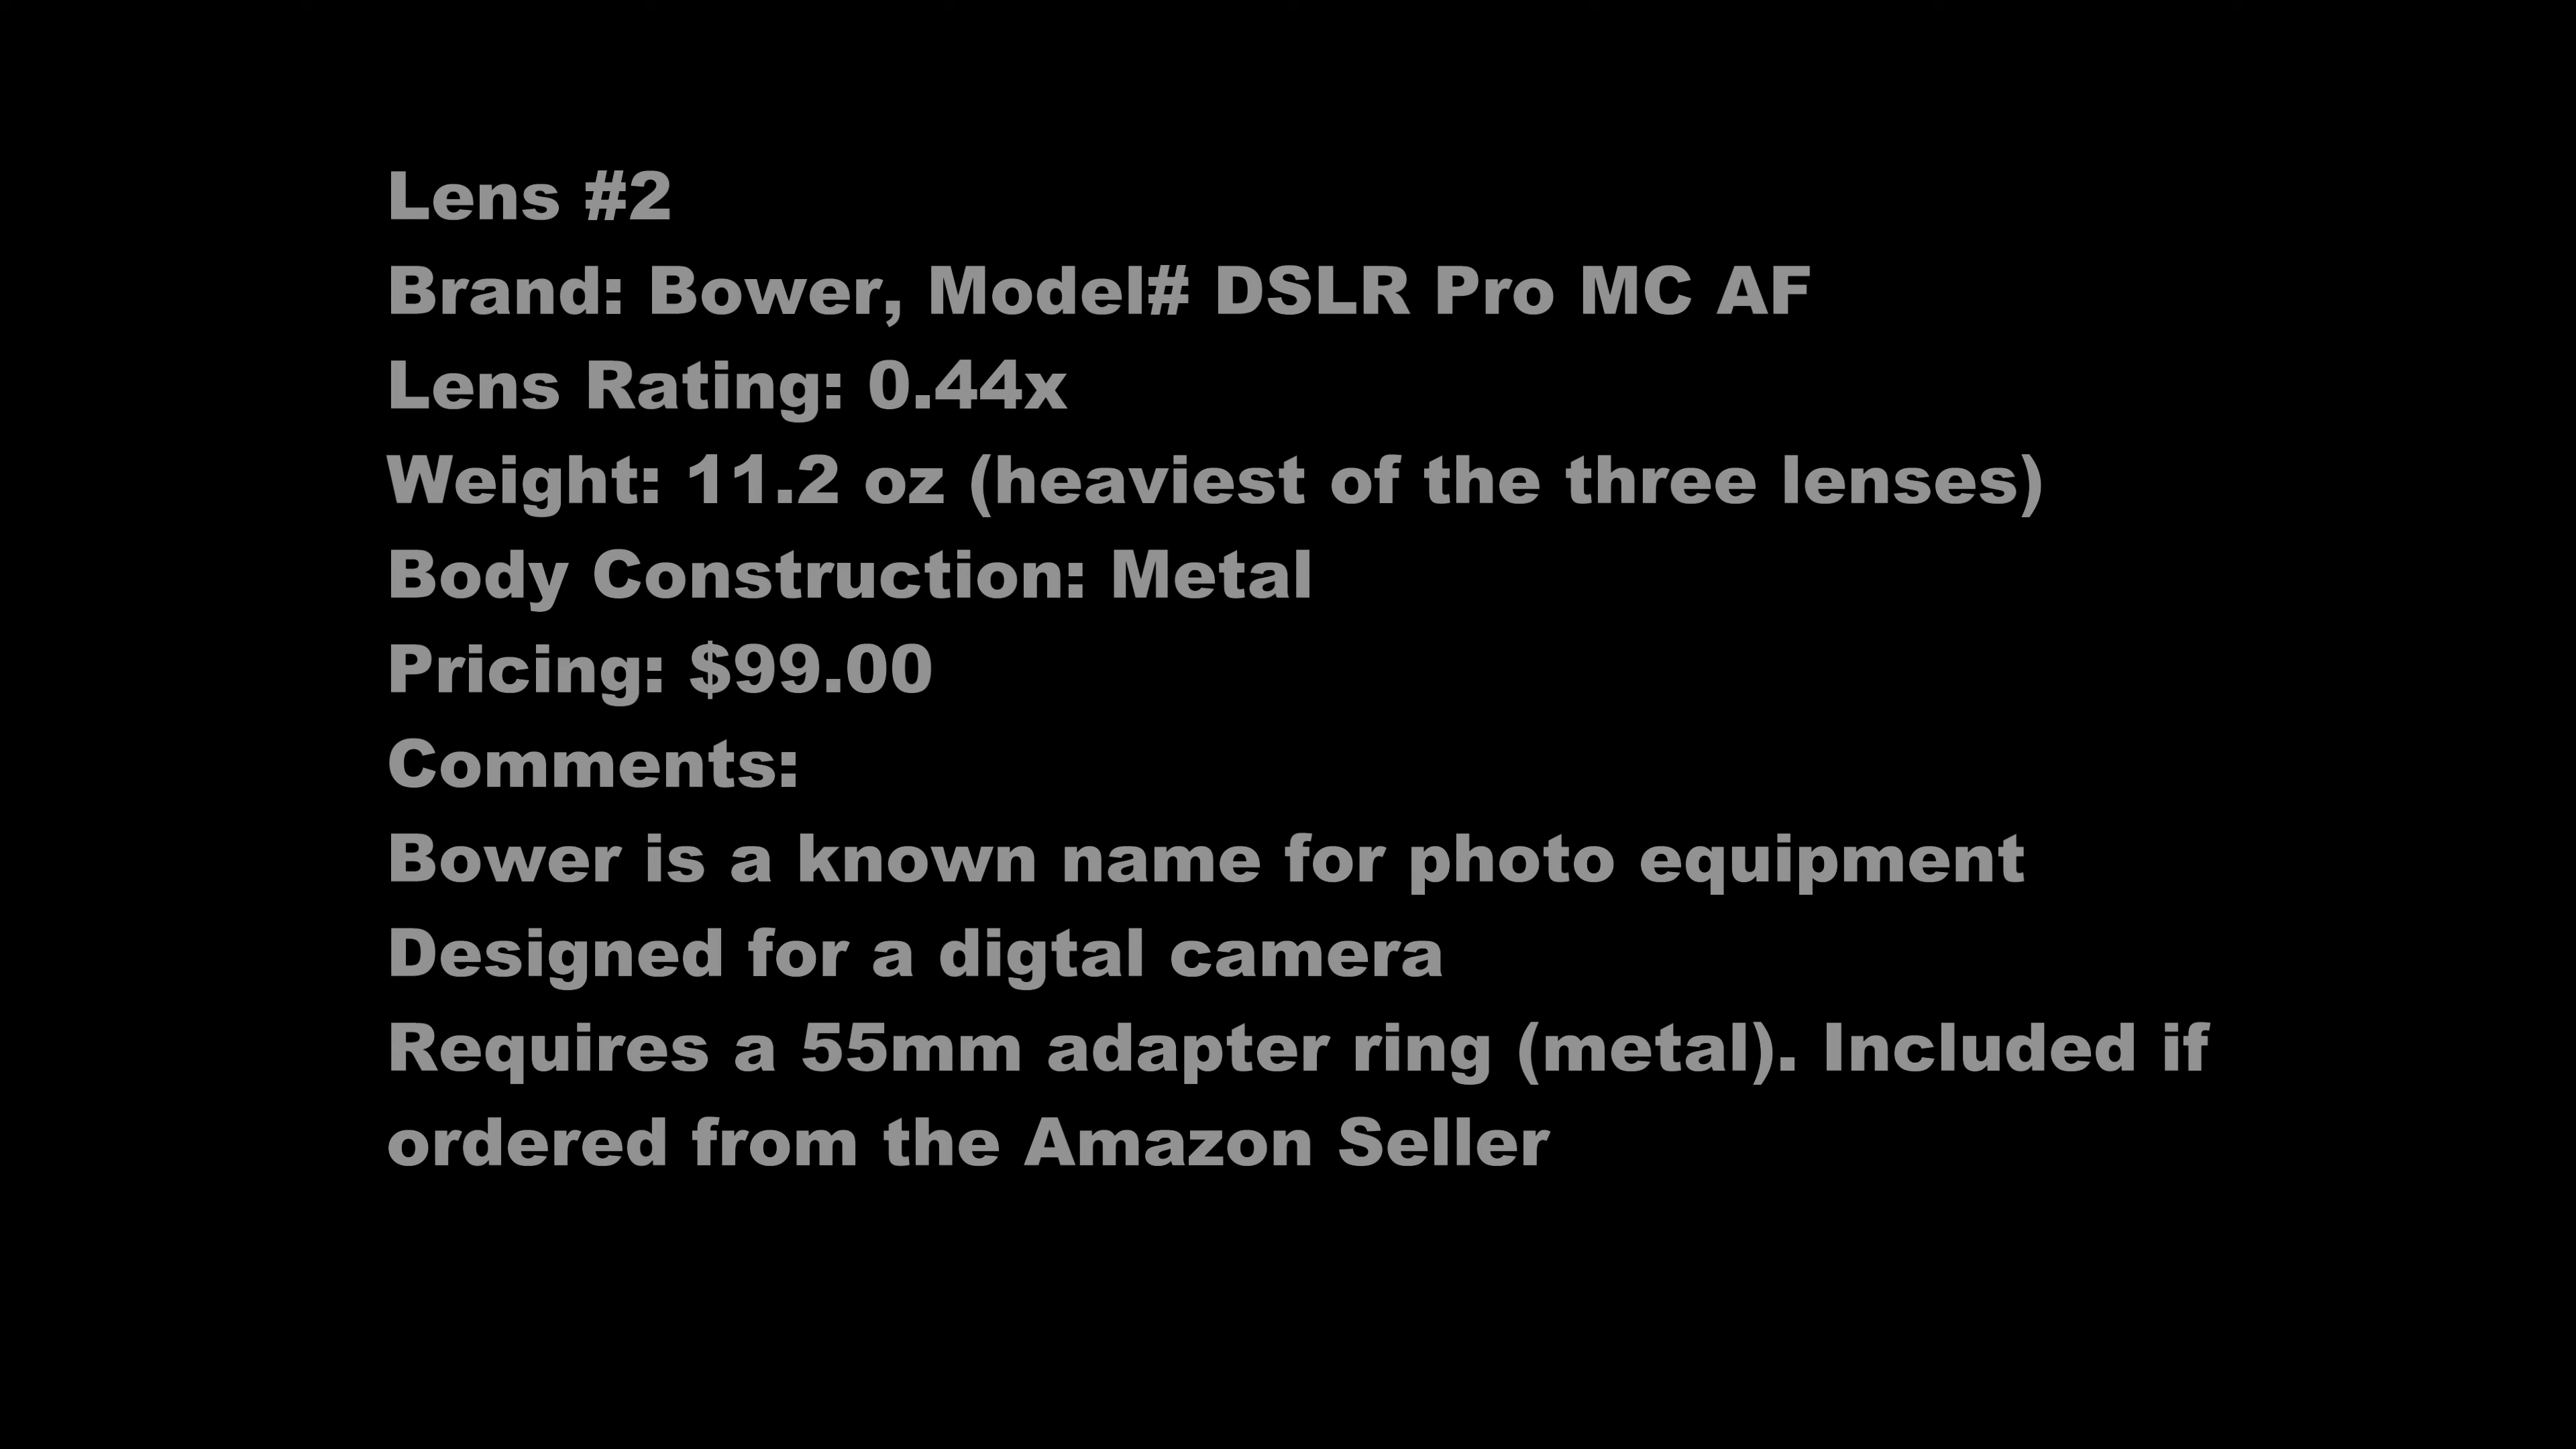 Lens #2
Brand: Bower, Model# DSLR Pro MC AF
Lens Rating: 0.44x
Weight: 11.2 oz (heaviest of the three lenses)
Body Construction: Metal
Pricing: $99.00
Comments:
Bower is a known name for photo equipment
Designed for a digtal camera
Requires a 55mm adapter ring (metal). Included if
ordered from the Amazon Seller